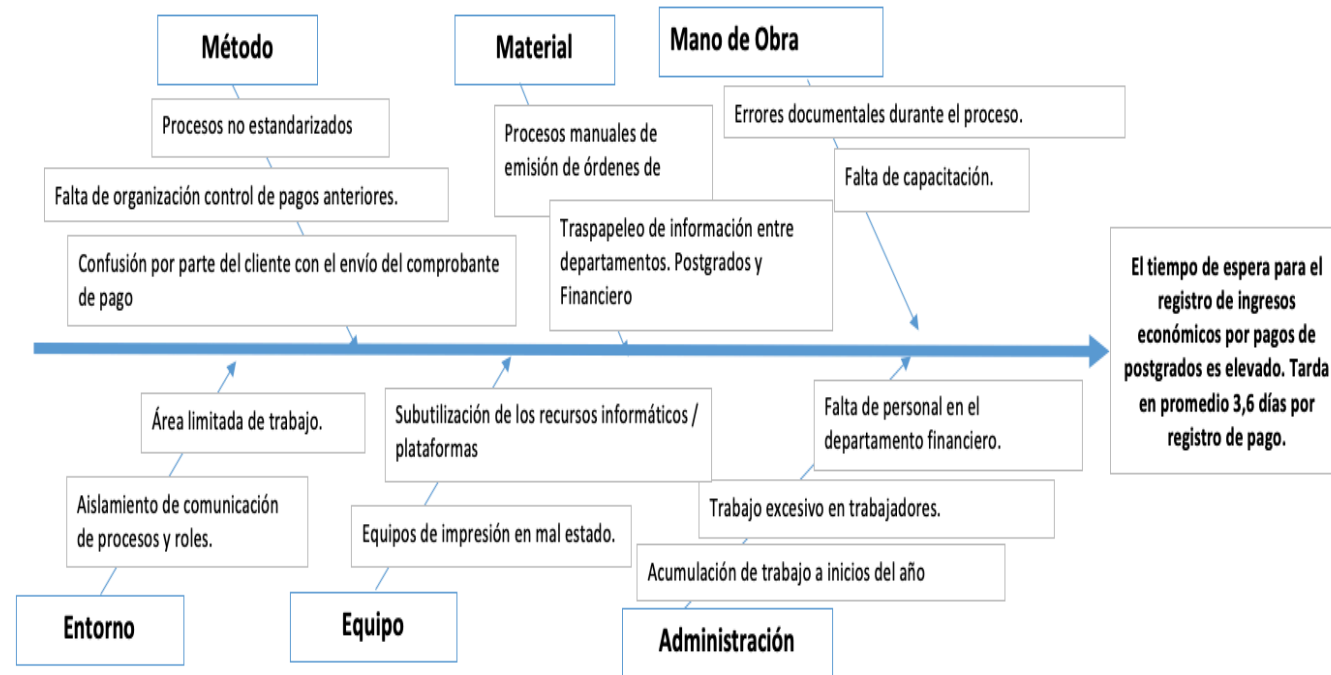 Método
Procesos no estandarizados
Falta de organización control de pagos anteriores.
Confusión por parte del cliente con el envío del comprobante
de pago
Material
Procesos manuales de
emisión de órdenes de
Traspapeleo de información entre
departamentos. Postgrados y
Financiero
Mano de Obra
Errores documentales durante el proceso.
Falta de capacitación.
El tiempo de espera para el
registro de ingresos
económicos por pagos de
postgrados es elevado. Tarda
en promedio 3,6 días por
registro de pago.
Área limitada de trabajo.
Aislamiento de comunicación
de procesos y roles.
Entorno
Subutilización de los recursos informáticos /
plataformas
Equipos de impresión en mal estado.
Equipo
Falta de personal en el
departamento financiero.
Trabajo excesivo en trabajadores.
Acumulación de trabajo a inicios del año
Administración